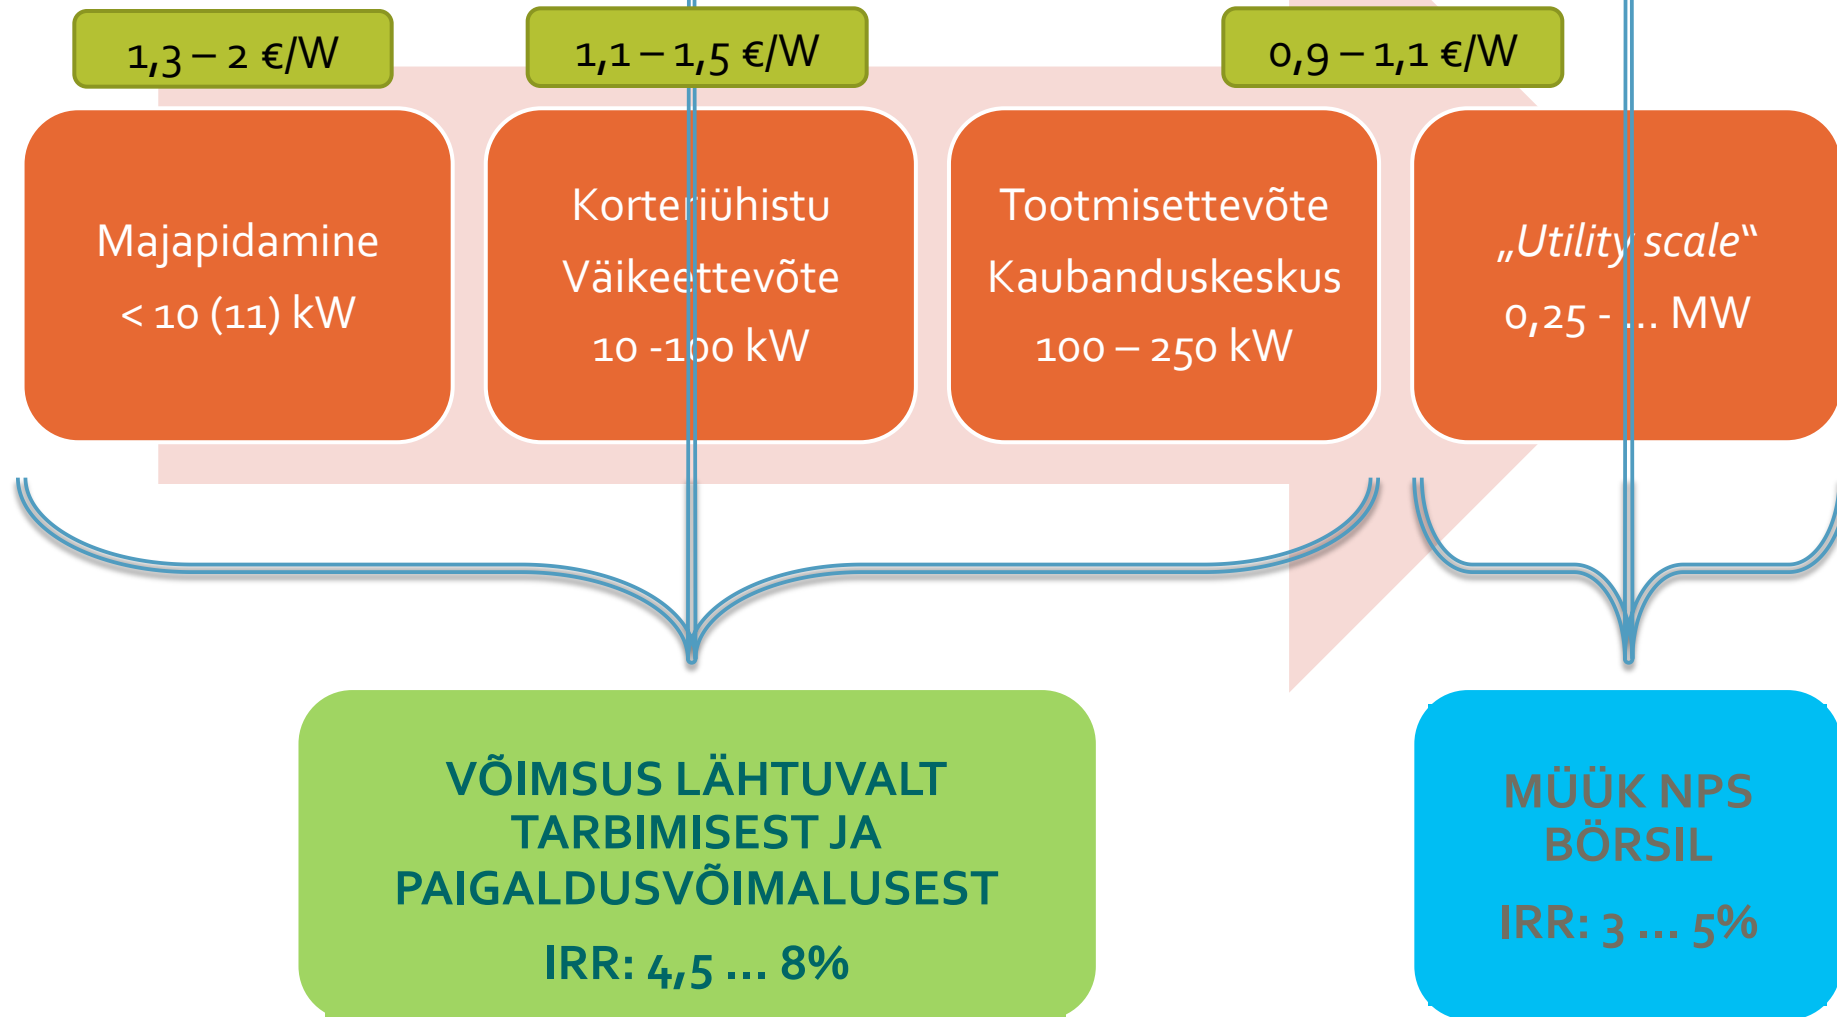 1,3 – 2 €/W
1,1 – 1,5 €/W
0,9 – 1,1 €/W
Majapidamine
< 10 (11) kW
Korteriühistu
Väikeettevõte
10 -100 kW
Tootmisettevõte
Kaubanduskeskus
100 – 250 kW
„Utility scale“
0,25 - ... MW
VÕIMSUS LÄHTUVALT
TARBIMISEST JA
PAIGALDUSVÕIMALUSEST
IRR: 4,5 ... 8%
MÜÜK NPS
BÖRSIL
IRR: 3 ... 5%